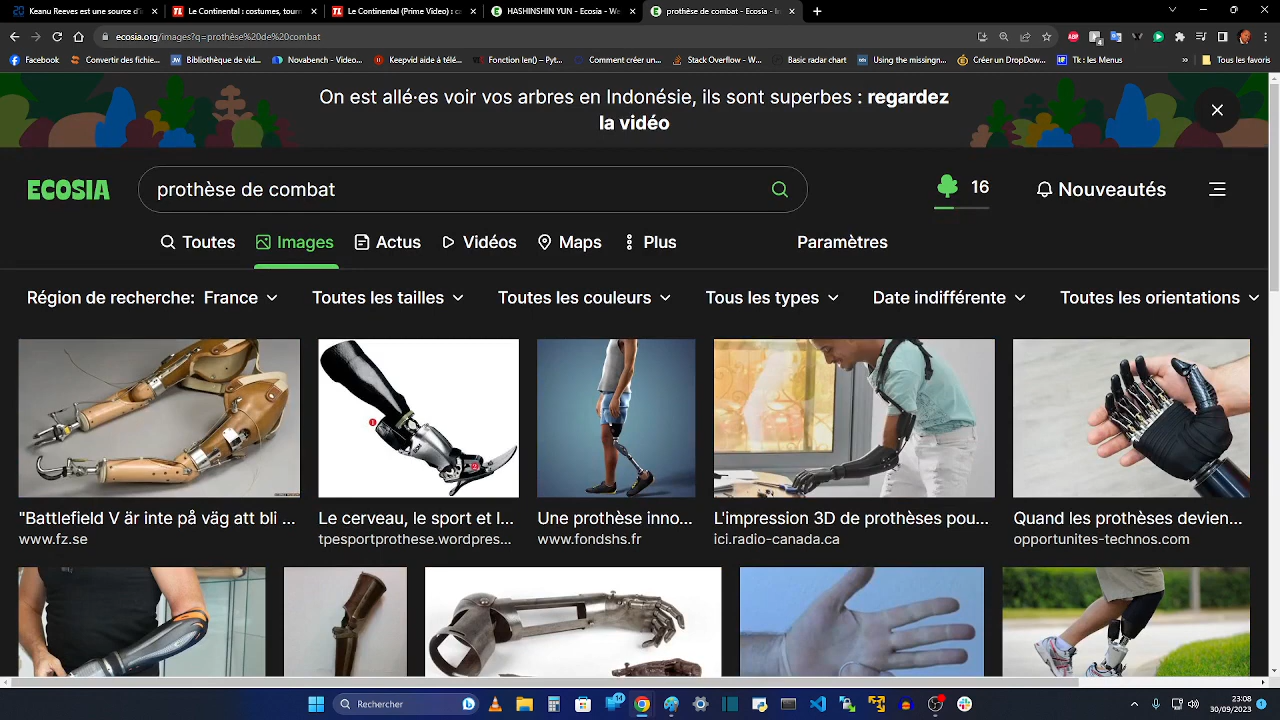 Keanu Reeves est une source d'i
Le Continental : costumes, tourn
Le Continental (Prime Video) : c
HASHINSHIN YUN - Ecosia - We
prothèse de combat - Ecosia - I
ecosia.org/images?q=prothèse%20de%20combat
Facebook
Convertir des fichie...
Bibliothèque de vid...
Novabench - Videos...
Keepvid aide à télé...
Fonction len() – Pyt...
Comment créer un...
Stack Overflow - W...
Basic radar chart
Using the missingn...
Créer un DropDow...
Tk : les Menus
»
Tous les favoris
On est allé·es voir vos arbres en Indonésie, ils sont superbes : regardez
la vidéo
ECOSIA
prothèse de combat
16
Nouveautés
Toutes
Images
Actus
Vidéos
Maps
Plus
Paramètres
Région de recherche: France
Toutes les tailles
Toutes les couleurs
Tous les types
Date indifférente
Toutes les orientations
1
2
"Battlefield V är inte på väg att bli ...
www.fz.se
Le cerveau, le sport et l...
tpesportprothese.wordpres...
Une prothèse inno...
www.fondshs.fr
L'impression 3D de prothèses pou...
ici.radio-canada.ca
Quand les prothèses devien...
opportunites-technos.com
Rechercher
14
23:08
30/09/2023